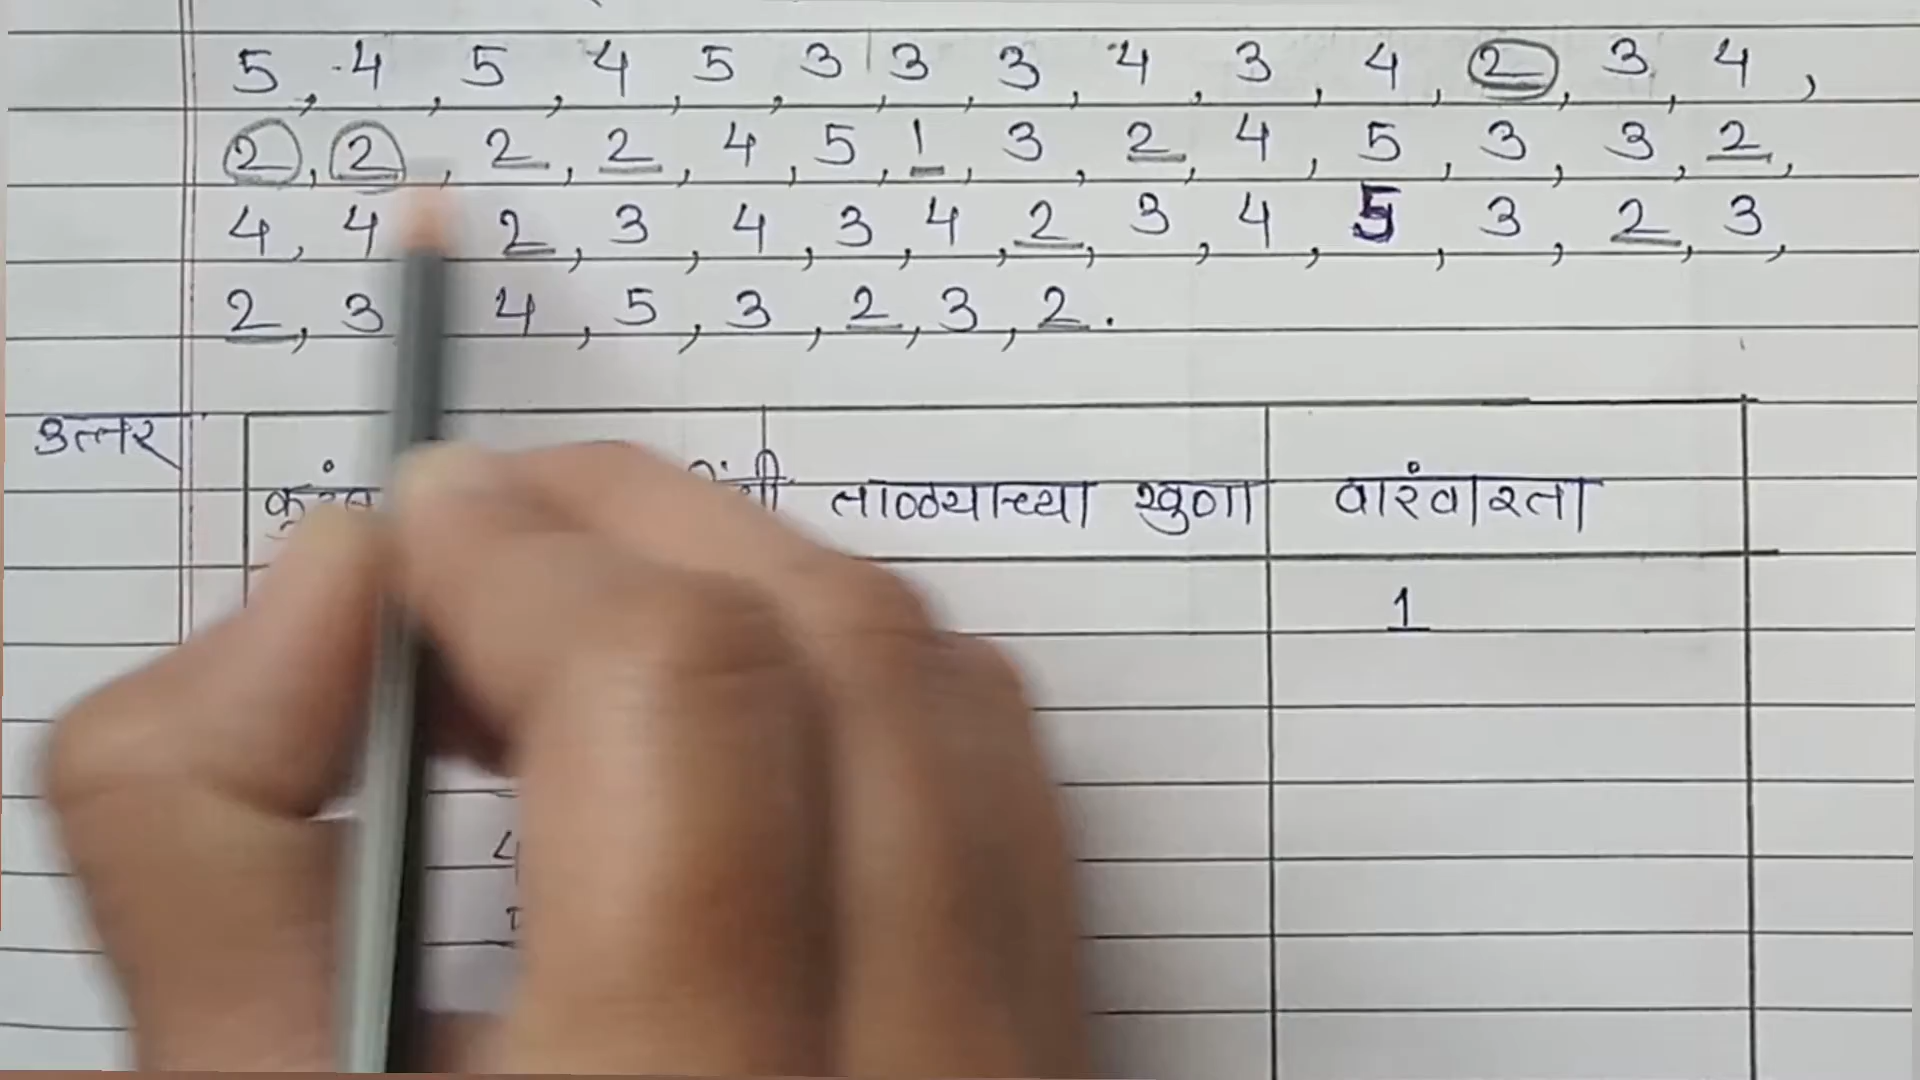 5, 4, 5, 4, 5, 3, 3, 3, 4, 3, 4, 2, 3, 4,
2, 2, 2, 2, 4, 5, 1, 3, 2, 4, 5, 3, 3, 2,
4, 4 2, 3, 4, 3, 4, 2, 3, 4, 5, 3, 2, 3,
2, 3 4, 5, 3, 2, 3, 2.
उत्तर
ताळ्याच्या खुणा वारंवारता
1
4